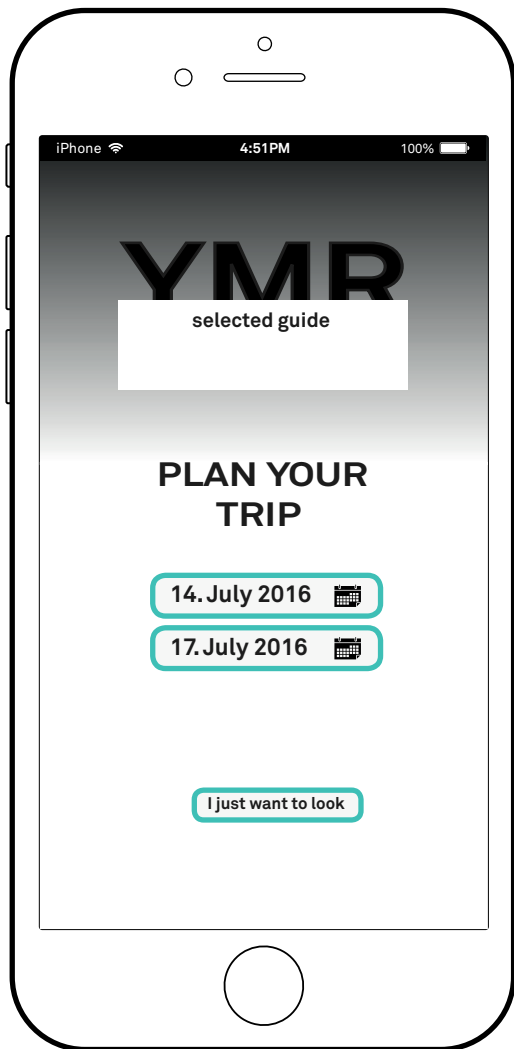 iPhone 4:51PM 100%
YMR
selected guide
PLAN YOUR
TRIP
14. July 2016
17. July 2016
I just want to look